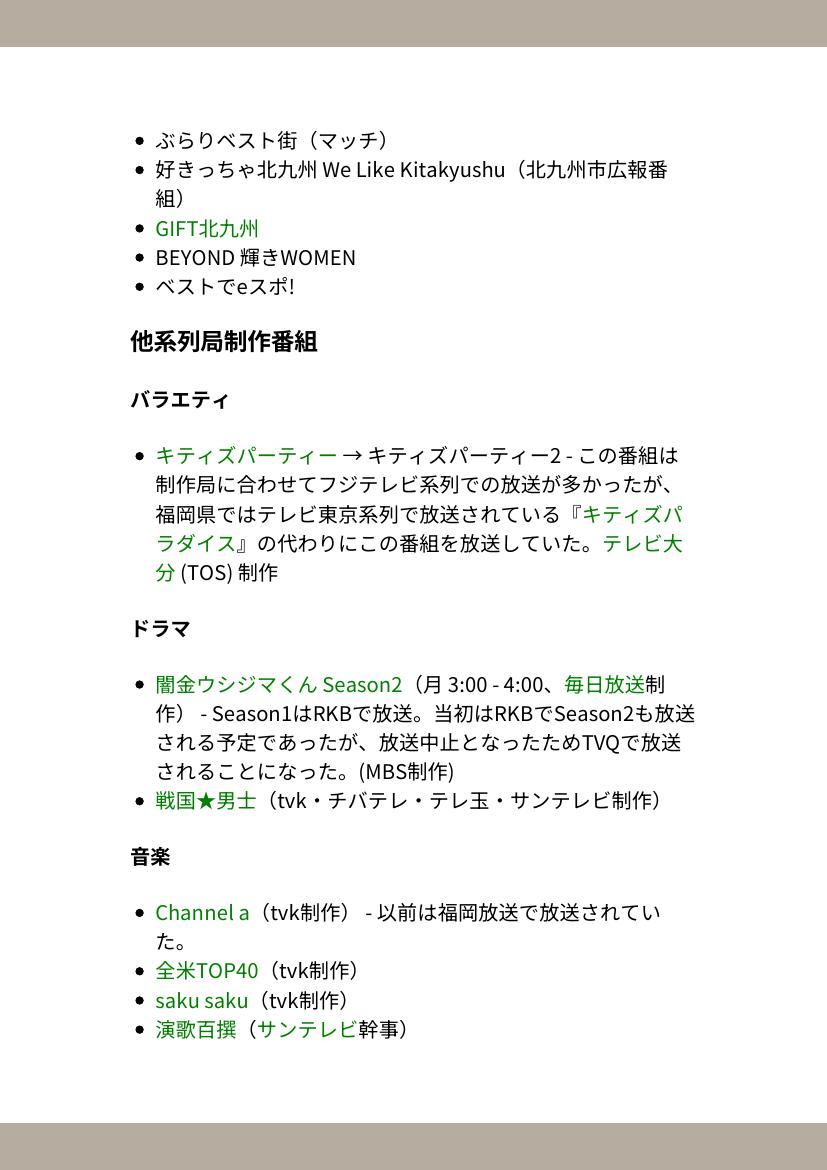 ぶらりベスト街（マッチ）
好きっちゃ北九州 We Like Kitakyushu（北九州市広報番
組）
GIFT北九州
BEYOND 輝きWOMEN
ベストでeスポ!
他系列局制作番組
バラエティ
キティズパーティー → キティズパーティー2 - この番組は
制作局に合わせてフジテレビ系列での放送が多かったが、
福岡県ではテレビ東京系列で放送されている『キティズパ
ラダイス』の代わりにこの番組を放送していた。テレビ大
分 (TOS) 制作
ドラマ
闇金ウシジマくん Season2（月 3:00 - 4:00、毎日放送制
作） - Season1はRKBで放送。当初はRKBでSeason2も放送
される予定であったが、放送中止となったためTVQで放送
されることになった。(MBS制作)
戦国★男士（tvk・チバテレ・テレ玉・サンテレビ制作）
音楽
Channel a（tvk制作） - 以前は福岡放送で放送されてい
た。
全米TOP40（tvk制作）
saku saku（tvk制作）
演歌百撰（サンテレビ幹事）